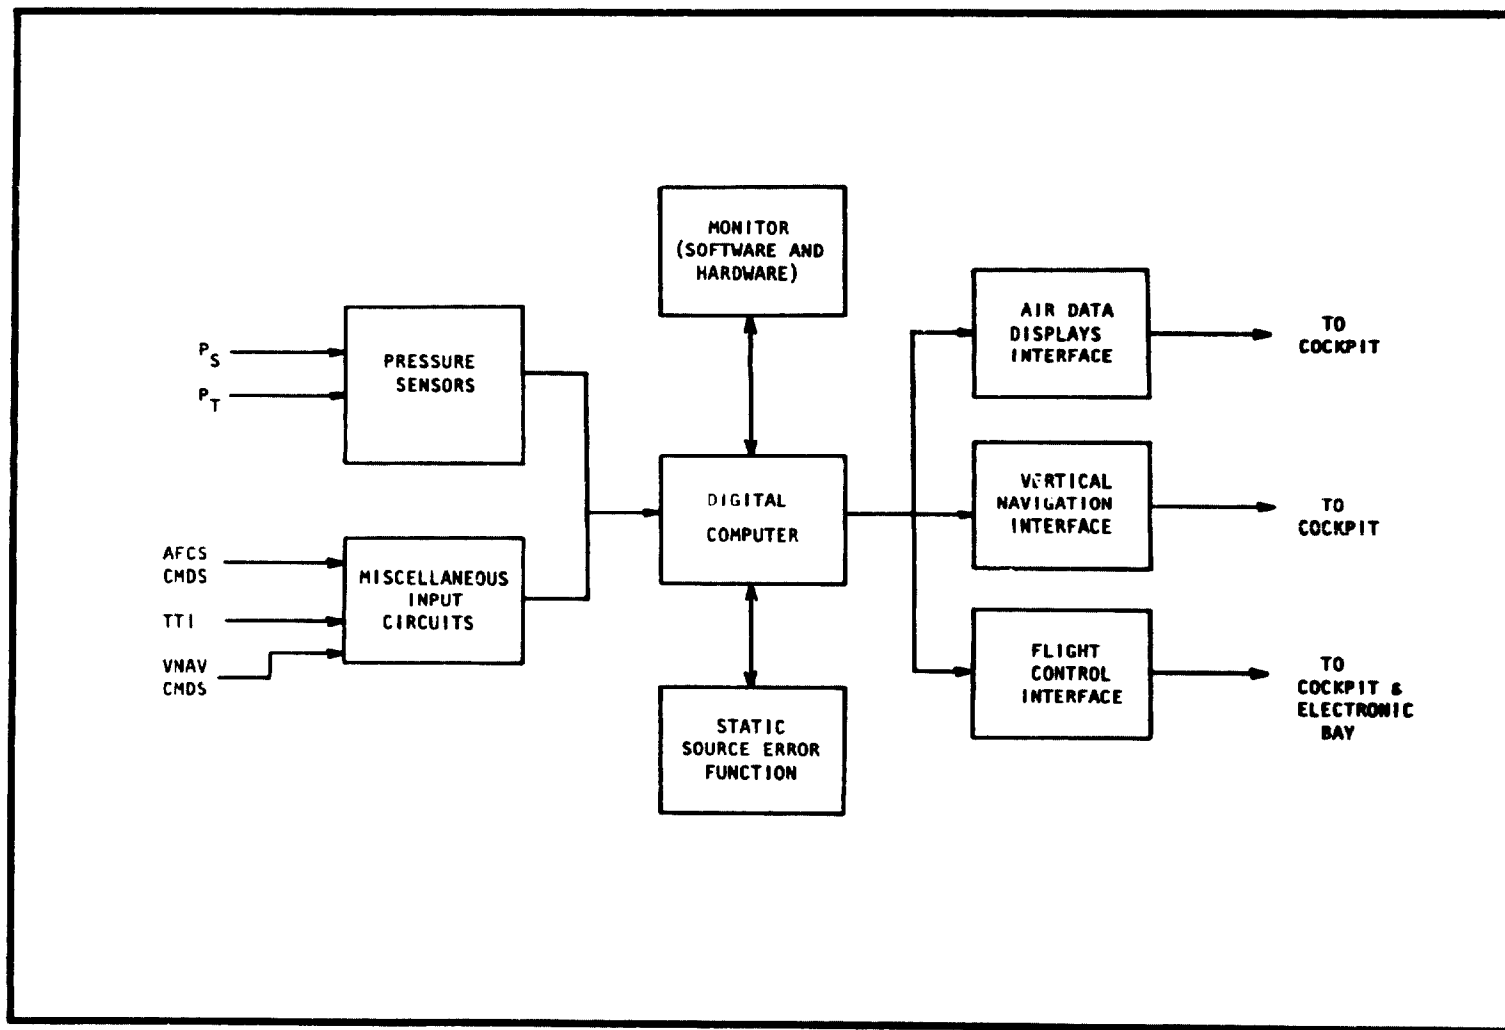 MONITOR
(SOFTWARE AND
HARDWARE)
P_S
P_T
PRESSURE
SENSORS
AFCS
CMDS
TTI
VNAV
CMDS
MISCELLANEOUS
INPUT
CIRCUITS
DIGITAL
COMPUTER
STATIC
SOURCE ERROR
FUNCTION
AIR DATA
DISPLAYS
INTERFACE
TO
COCKPIT
VERTICAL
NAVIGATION
INTERFACE
TO
COCKPIT
FLIGHT
CONTROL
INTERFACE
TO
COCKPIT &
ELECTRONIC
BAY